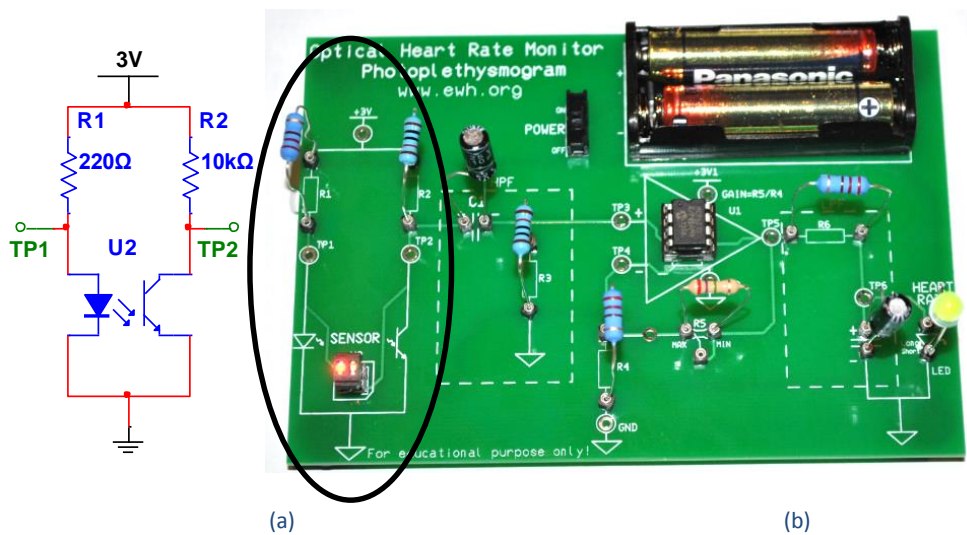 3V
R1
R2
220Ω
10kΩ
TP1
U2
TP2
Optical Heart Rate Monitor
Photoplethysmogram
www.ewh.org
+3V
R1
R2
TP1
TP2
SENSOR
HPF
C1
R3
POWER
ON
OFF
+
-
Panasonic
+
+3V1
GAIN=R5/R4
U1
TP3
TP4
TP5
+
-
R4
R5
MAX
MIN
GND
R6
TP6
HEART
RATE
+
Long
Short
LED
For educational purpose only!
(a)
(b)